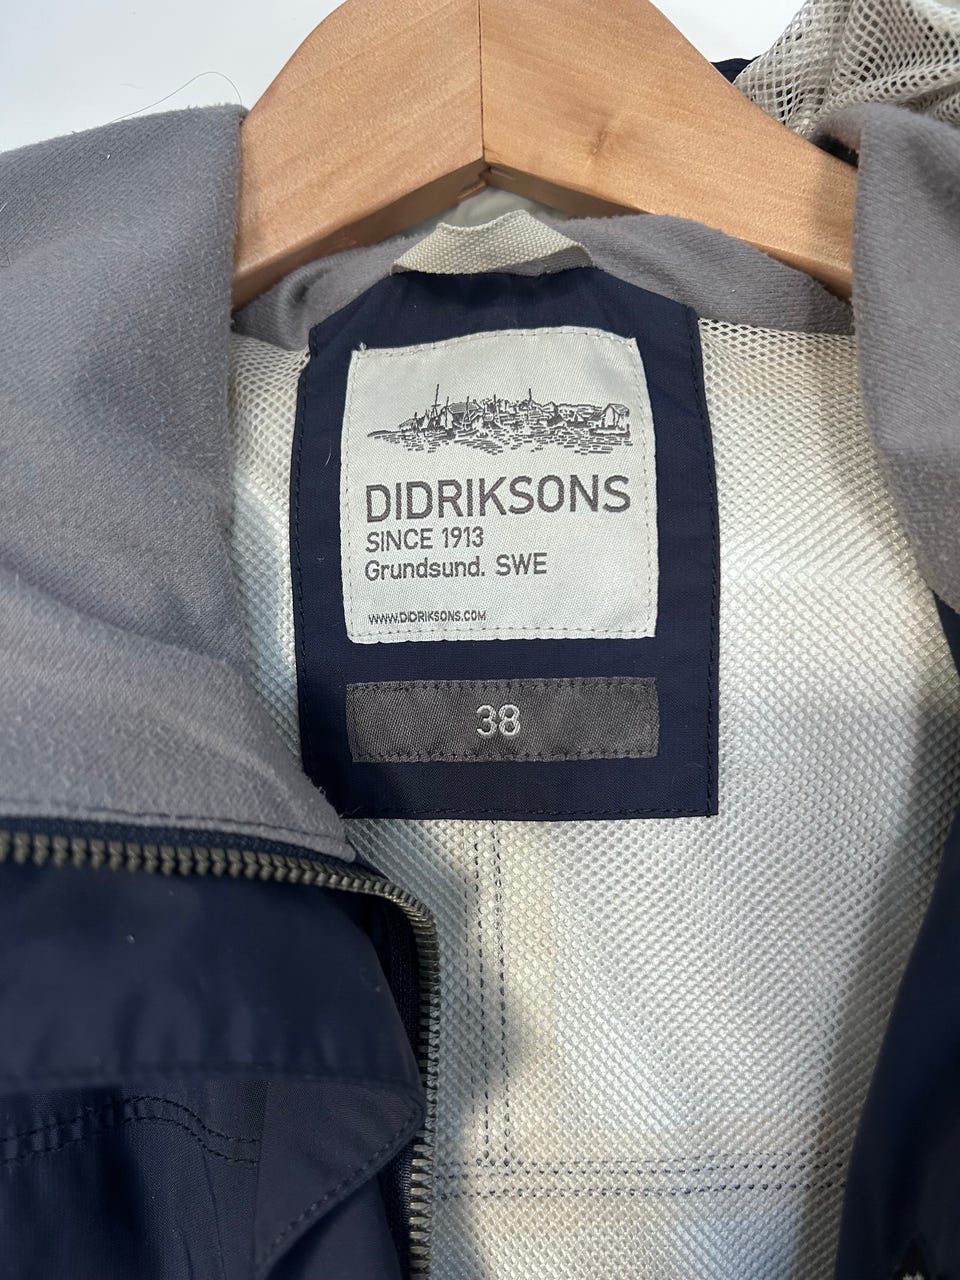 DIDRIKSONS
SINCE 1913
Grundsund. SWE
WWW.DIDRIKSONS.COM
38